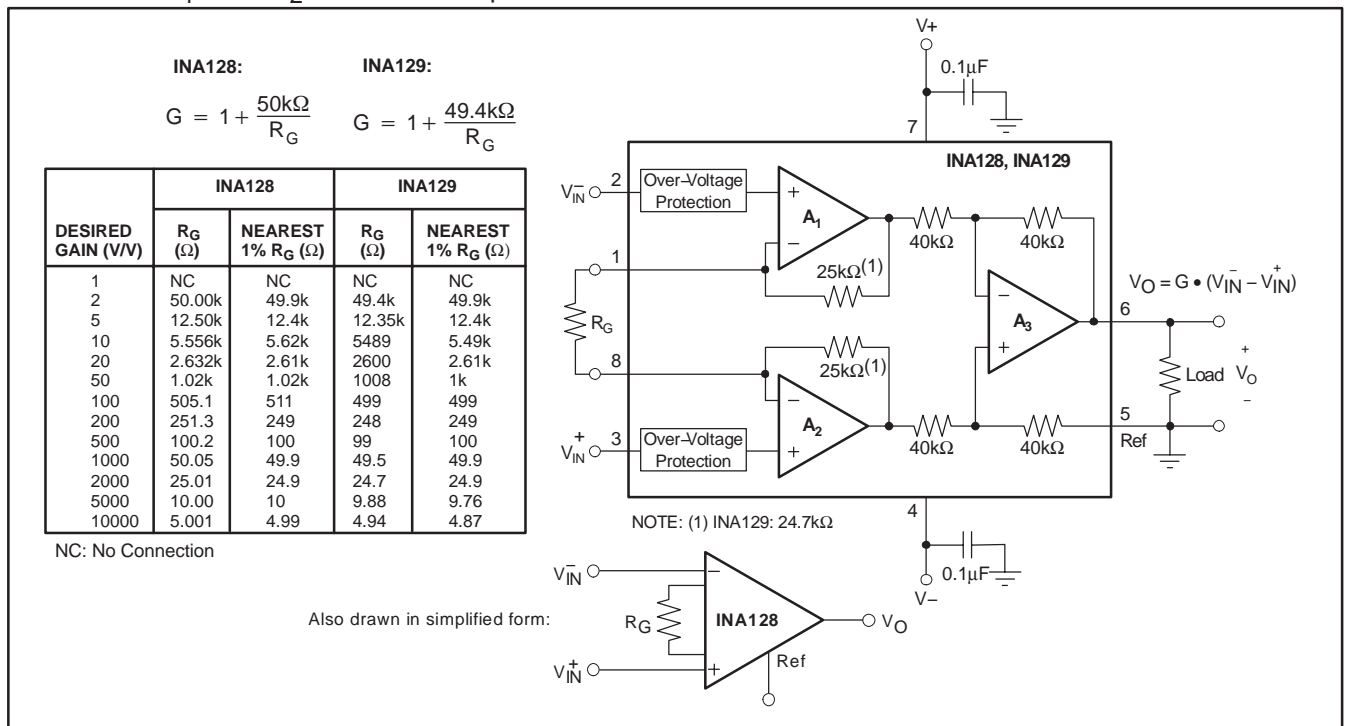 INA128:
INA129:
G = 1 + 50kΩ / R_G
G = 1 + 49.4kΩ / R_G
INA128 INA129
DESIRED GAIN (V/V) R_G (Ω) NEAREST 1% R_G (Ω) R_G (Ω) NEAREST 1% R_G (Ω)
1 NC NC NC NC
2 50.00k 49.9k 49.4k 49.9k
5 12.50k 12.4k 12.35k 12.4k
10 5.556k 5.62k 5489 5.49k
20 2.632k 2.61k 2600 2.61k
50 1.02k 1.02k 1008 1k
100 505.1 511 499 499
200 251.3 249 248 249
500 100.2 100 99 100
1000 50.05 49.9 49.5 49.9
2000 25.01 24.9 24.7 24.9
5000 10.00 10 9.88 9.76
10000 5.001 4.99 4.94 4.87
NC: No Connection
V+
0.1µF
7
INA128, INA129
V−IN 2 Over−Voltage Protection
+
A1
−
40kΩ 40kΩ
1
25kΩ(1)
R_G
8
25kΩ(1)
−
A3
+
6
V_O = G • (V−IN − V+IN)
−
A2
+
V+IN 3 Over−Voltage Protection
40kΩ 40kΩ
5
Ref
Load
+
V_O
−
4
NOTE: (1) INA129: 24.7kΩ
0.1µF
V−
Also drawn in simplified form:
V−IN
−
R_G
INA128
V_O
+
V+IN
Ref